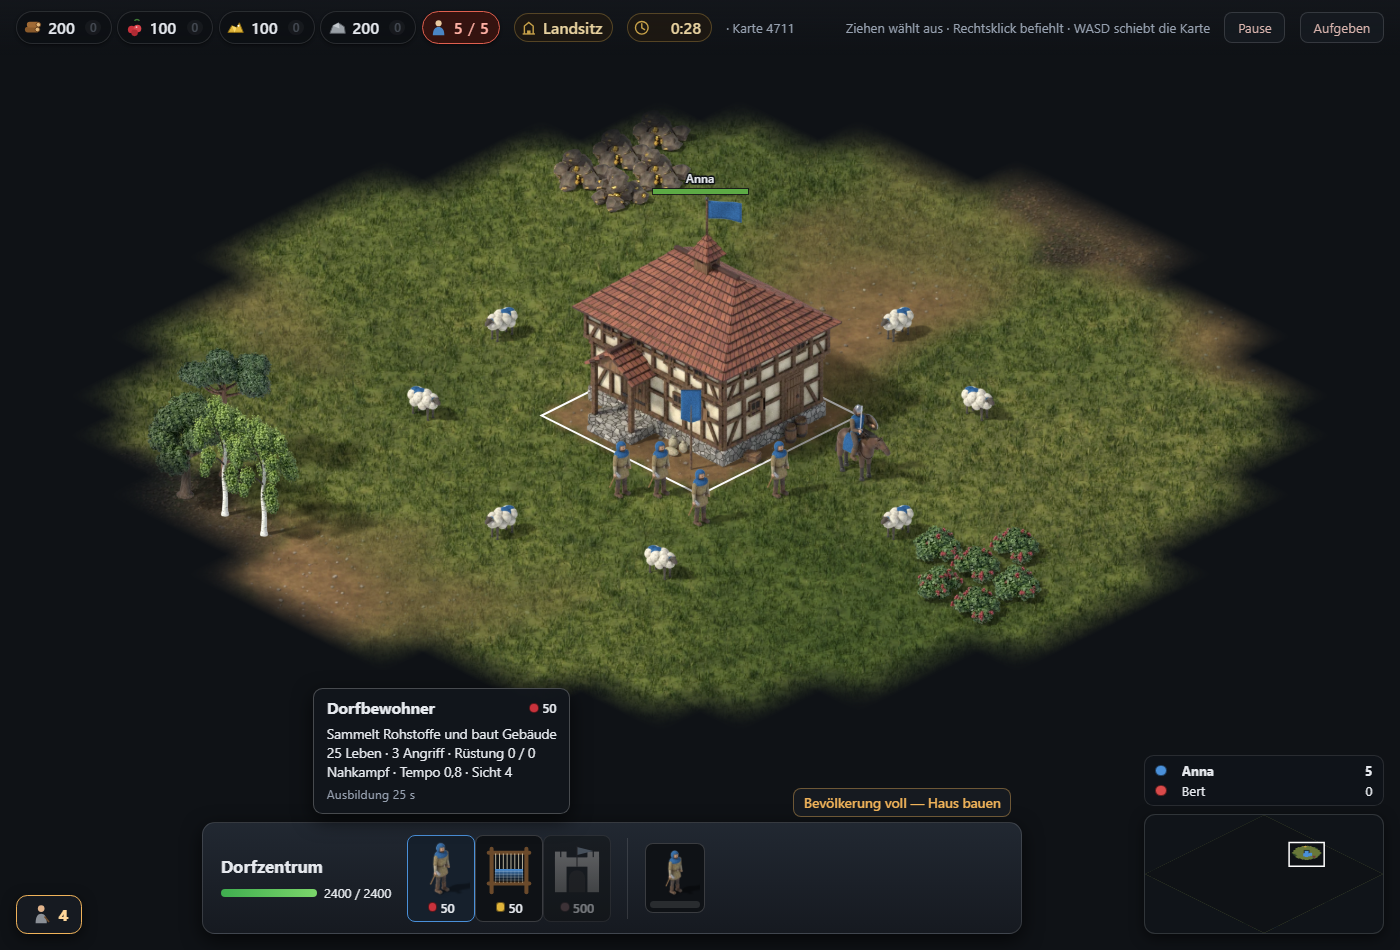 200 0
100 0
100 0
200 0
5 / 5
Landsitz
0:28
· Karte 4711
Ziehen wählt aus · Rechtsklick befiehlt · WASD schiebt die Karte
Pause
Aufgeben
Anna
Dorfbewohner 50
Sammelt Rohstoffe und baut Gebäude
25 Leben · 3 Angriff · Rüstung 0 / 0
Nahkampf · Tempo 0,8 · Sicht 4
Ausbildung 25 s
Bevölkerung voll — Haus bauen
Anna 5
Bert 0
Dorfzentrum
2400 / 2400
50
50
500
4